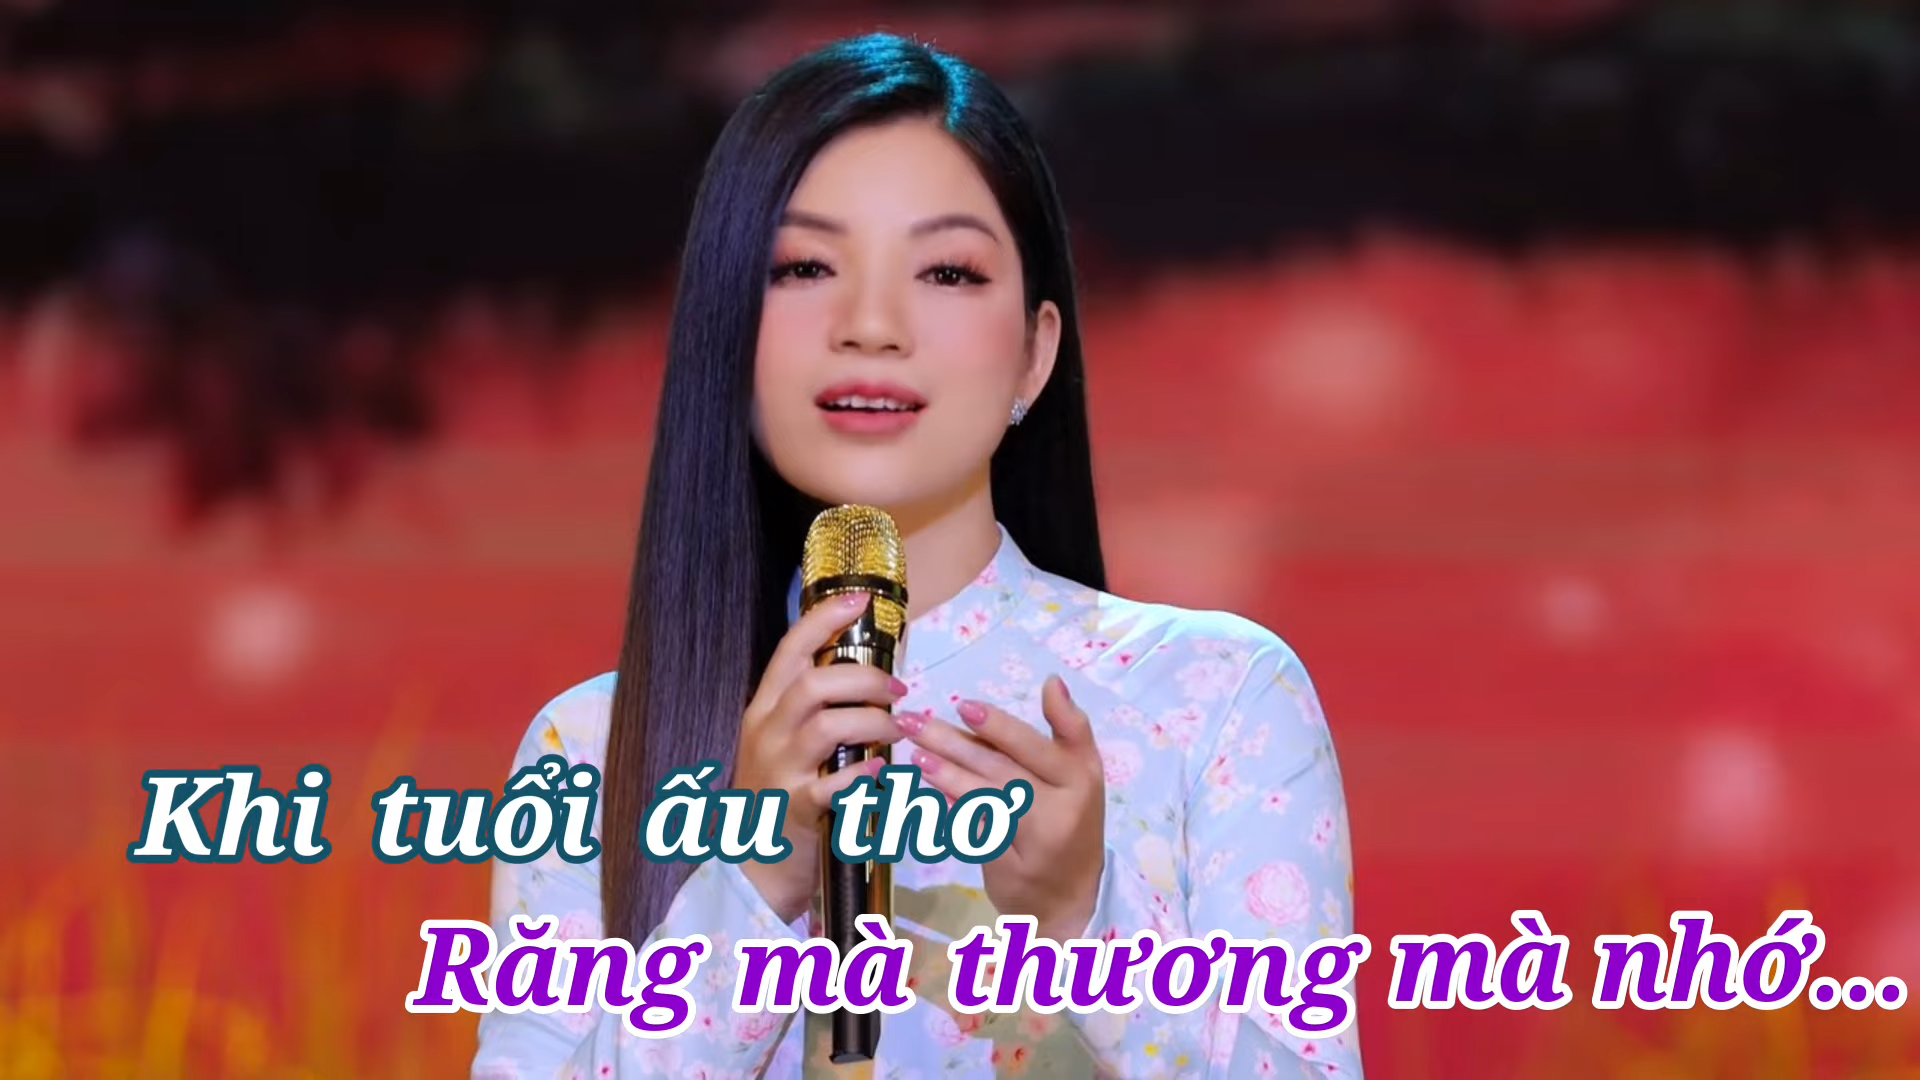 Khi tuổi ấu thơ
Răng mà thương mà nhớ...